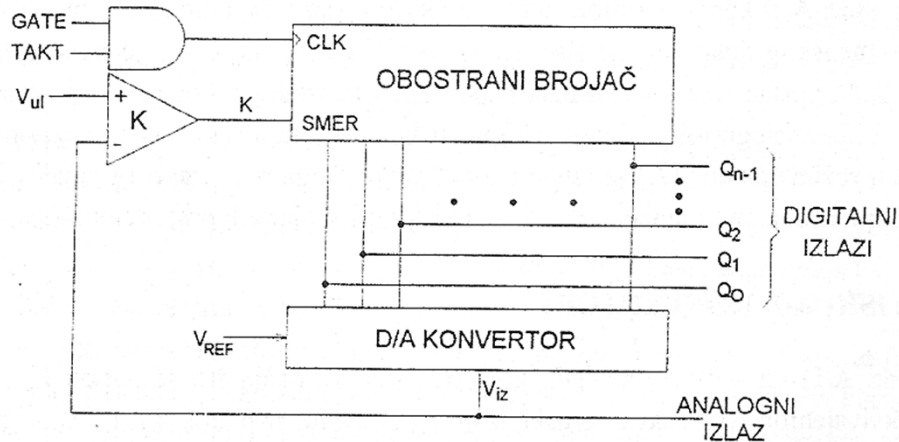 GATE
TAKT
CLK
OBOSTRANI BROJAČ
Vul
+
K
-
K
SMER
Qn-1
Q2
Q1
QO
DIGITALNI
IZLAZI
VREF
D/A KONVERTOR
Viz
ANALOGNI
IZLAZ